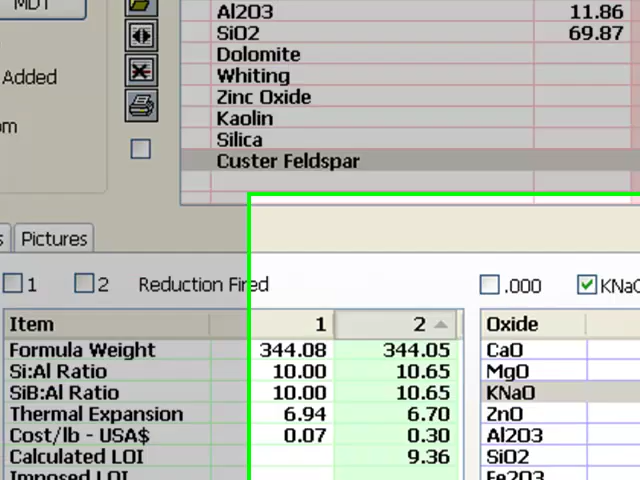 MDT
Added
Al2O3 11.86
SiO2 69.87
Dolomite
Whiting
Zinc Oxide
Kaolin
Silica
Custer Feldspar
Pictures
1 2 Reduction Fired .000 KNaO
Item 1 2
Formula Weight 344.08 344.05
Si:Al Ratio 10.00 10.65
SiB:Al Ratio 10.00 10.65
Thermal Expansion 6.94 6.70
Cost/lb - USA$ 0.07 0.30
Calculated LOI 9.36
Imposed LOI
Oxide
CaO
MgO
KNaO
ZnO
Al2O3
SiO2
Fe2O3